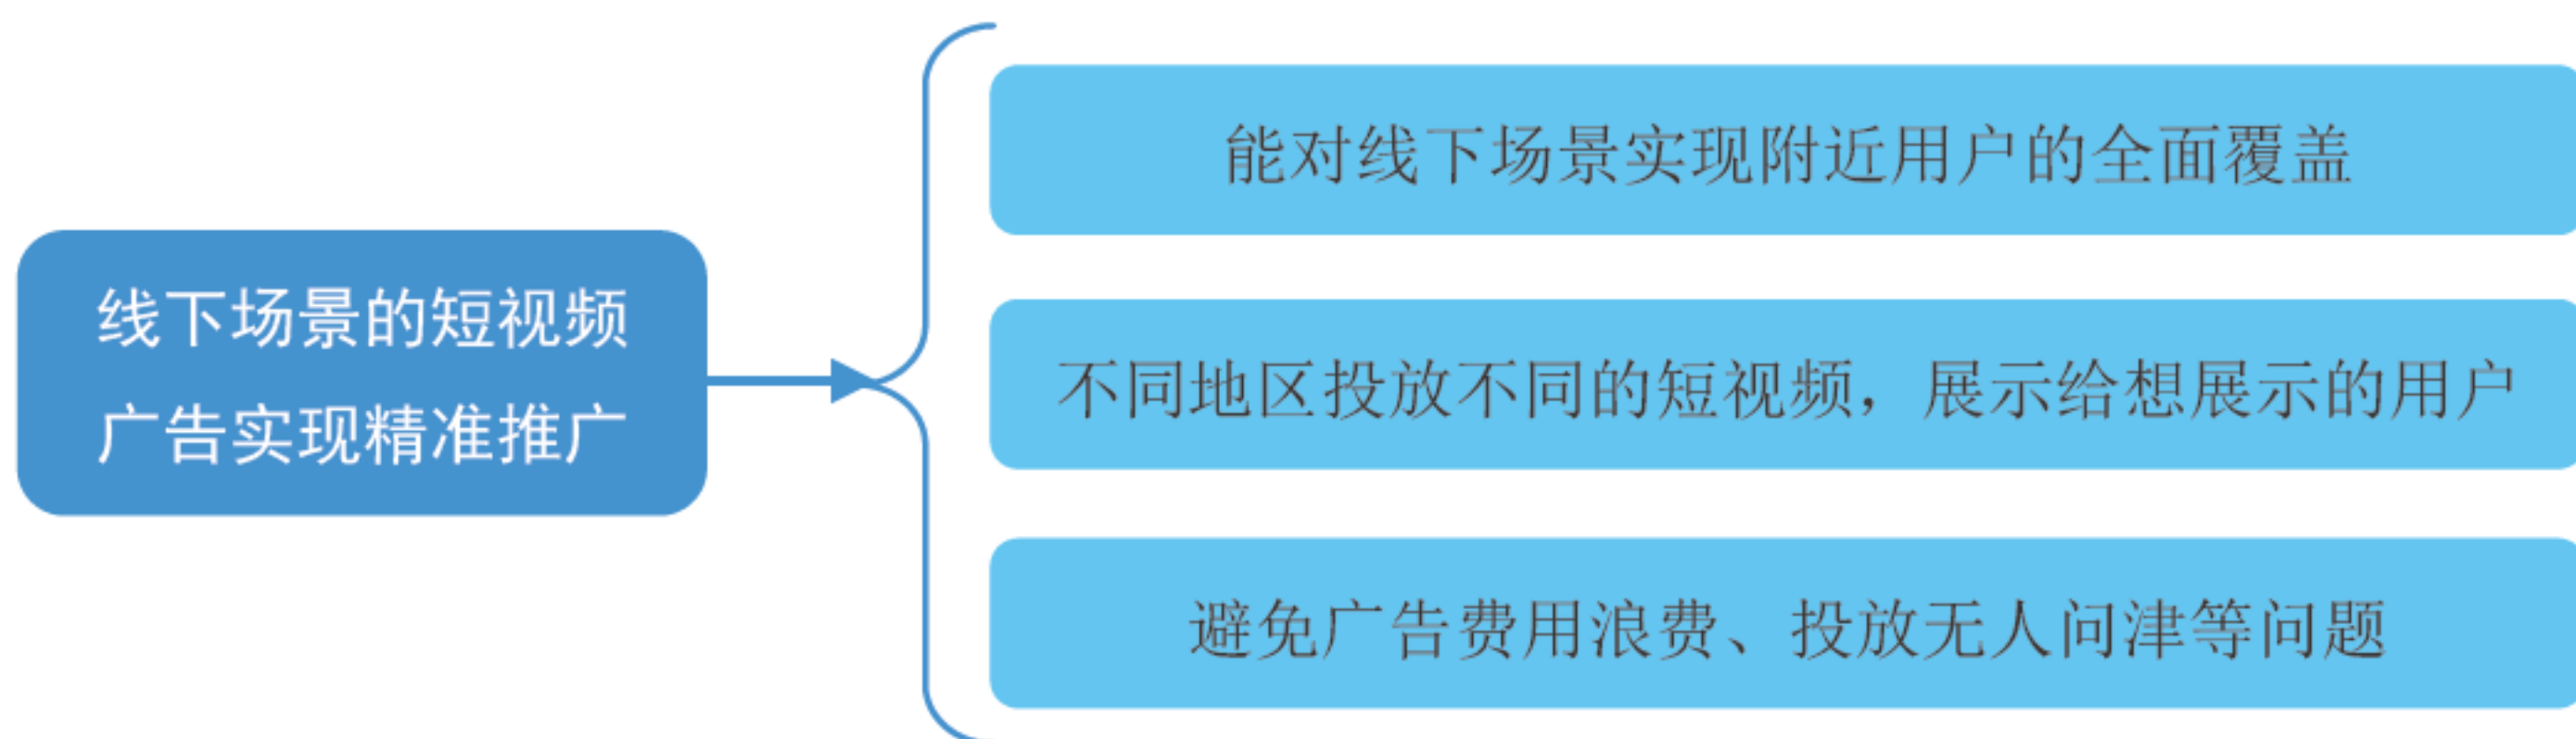 线下场景的短视频
广告实现精准推广
能对线下场景实现附近用户的全面覆盖
不同地区投放不同的短视频，展示给想展示的用户
避免广告费用浪费、投放无人问津等问题